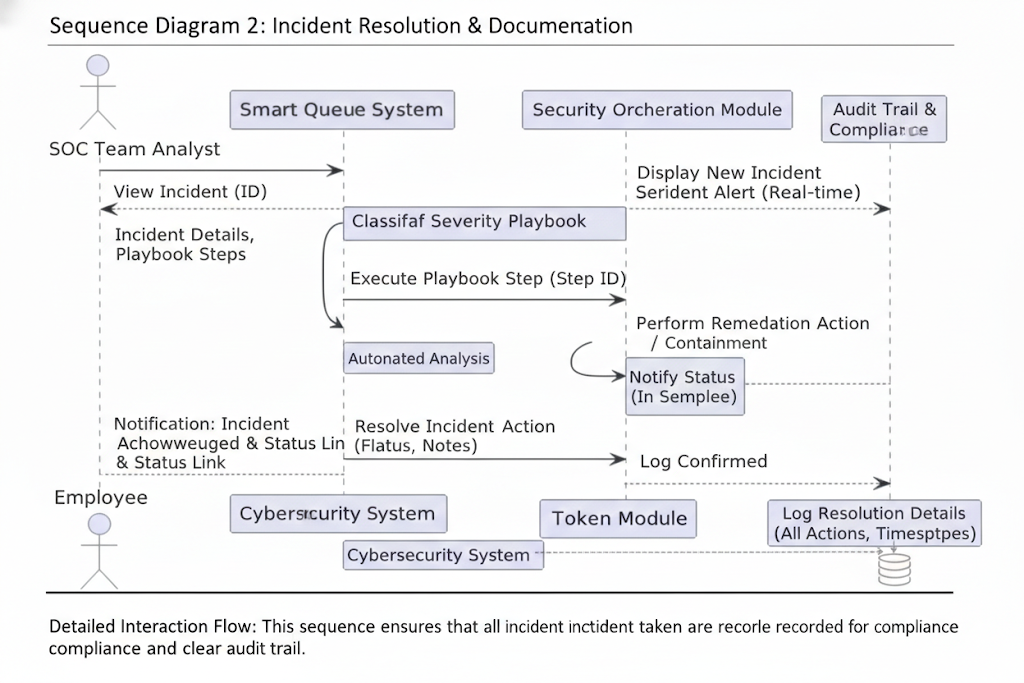 Sequence Diagram 2: Incident Resolution & Documentation
Smart Queue System
Security Orcheration Module
Audit Trail &
Compliance
SOC Team Analyst
View Incident (ID)
Display New Incident
Serident Alert (Real-time)
Classifaf Severity Playbook
Incident Details,
Playbook Steps
Execute Playbook Step (Step ID)
Perform Remedation Action
/ Containment
Autonated Analysis
Notify Status
(In Semplee)
Notification: Incident
Achowweuged & Status Lin
& Status Link
Resolve Incident Action
(Flatus, Notes)
Log Confirmed
Employee
Cybersecurity System
Token Module
Log Resolution Details
(All Actions, Timesptpes)
Cybersecurity System
Detailed Interaction Flow: This sequence ensures that all incident inctident taken are recorle recorded for compliance
compliance and clear audit trail.